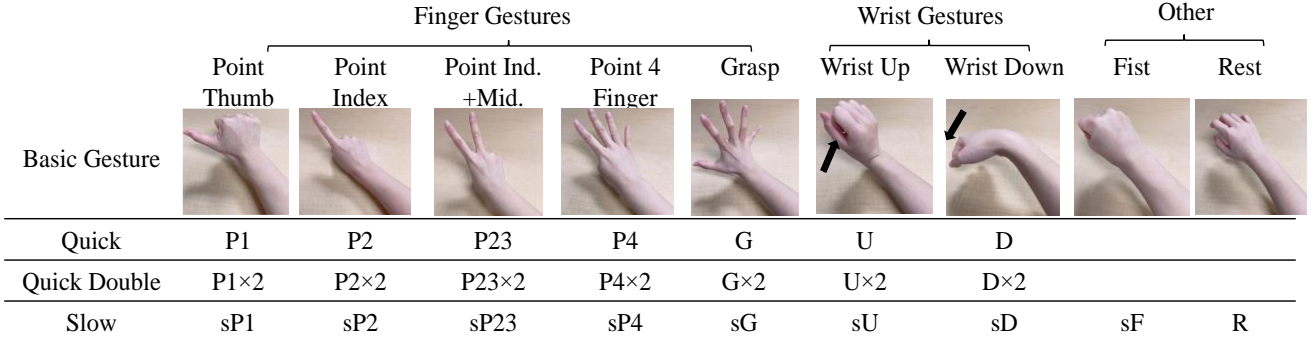 Finger Gestures Wrist Gestures Other
Point Thumb Point Index Point Ind. +Mid. Point 4 Finger Grasp Wrist Up Wrist Down Fist Rest
Basic Gesture
Quick P1 P2 P23 P4 G U D
Quick Double P1×2 P2×2 P23×2 P4×2 G×2 U×2 D×2
Slow sP1 sP2 sP23 sP4 sG sU sD sF R